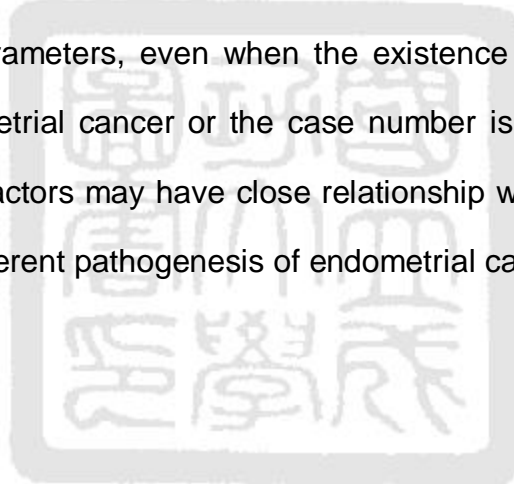 rameters, even when the existence
etrial cancer or the case number is
actors may have close relationship w
erent pathogenesis of endometrial ca